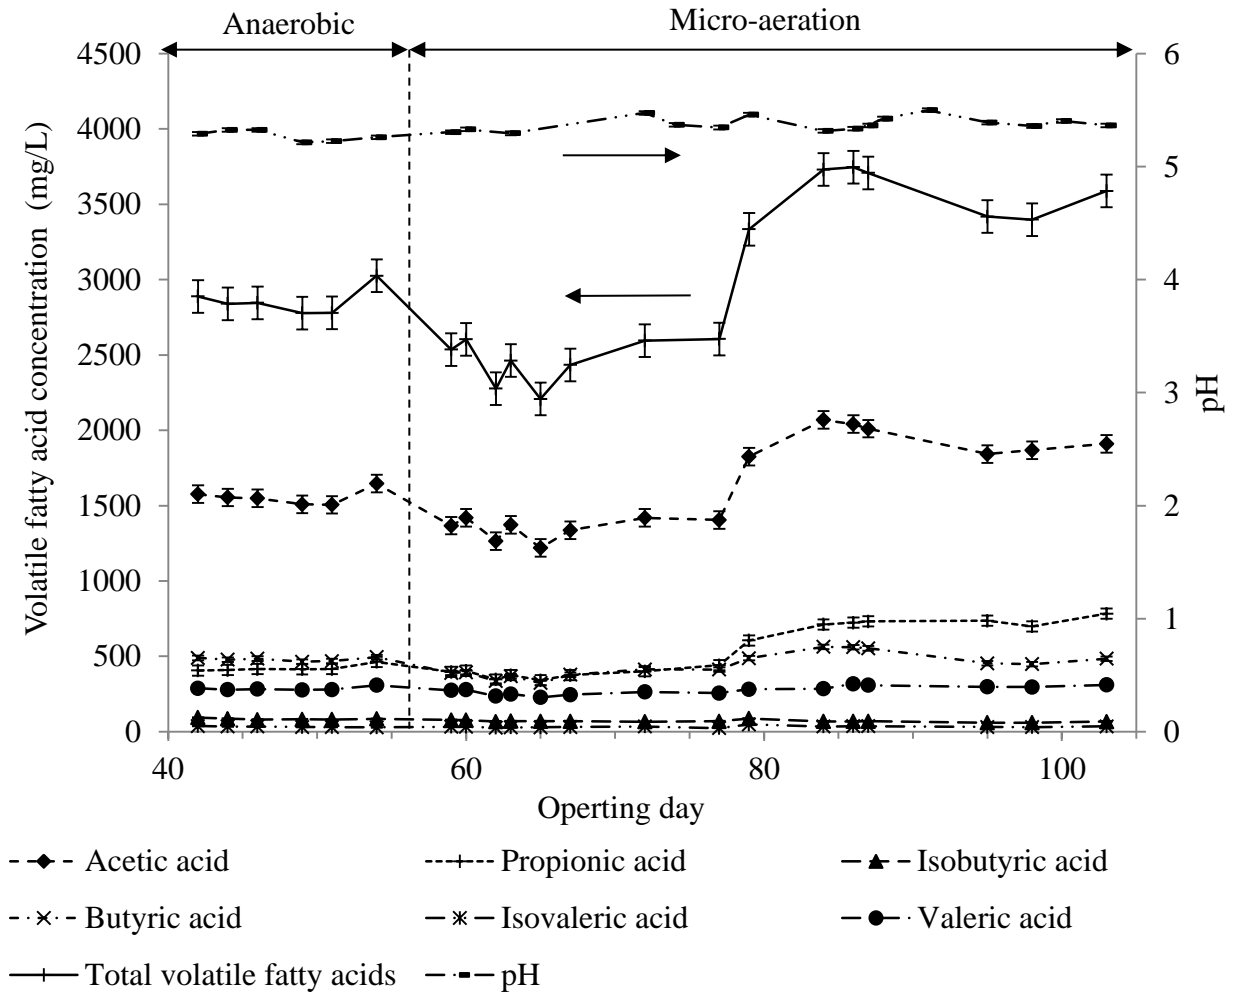 Anaerobic
Micro-aeration
4500
4000
3500
3000
2500
2000
1500
1000
500
0
Volatile fatty acid concentration (mg/L)
6
5
4
3
2
1
0
pH
40
60
80
100
Operting day
Acetic acid
Propionic acid
Isobutyric acid
Butyric acid
Isovaleric acid
Valeric acid
Total volatile fatty acids
pH